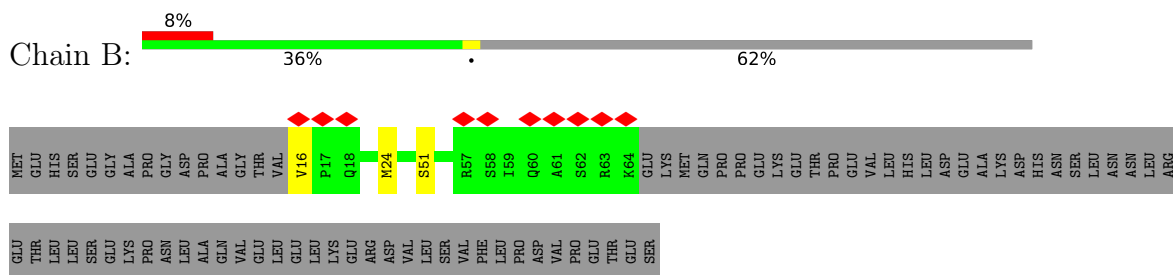 8%
Chain B:
36% • 62%
MET GLU HIS SER GLU GLY ALA PRO GLY ASP PRO ALA GLY THR VAL V16 P17 Q18 M24 S51 R57 S58 I59 Q60 A61 S62 R63 K64 GLU LYS MET GLN PRO PRO GLU LYS GLU THR PRO GLU VAL LEU HIS LEU ASP GLU ALA LYS ASP HIS ASN SER LEU ASN ASN LEU ARG
GLU THR LEU LEU SER GLU LYS PRO ASN LEU ALA GLN VAL GLU LEU GLU LEU LYS GLU ARG ASP VAL LEU SER VAL PHE LEU PRO ASP VAL PRO GLU THR GLU SER